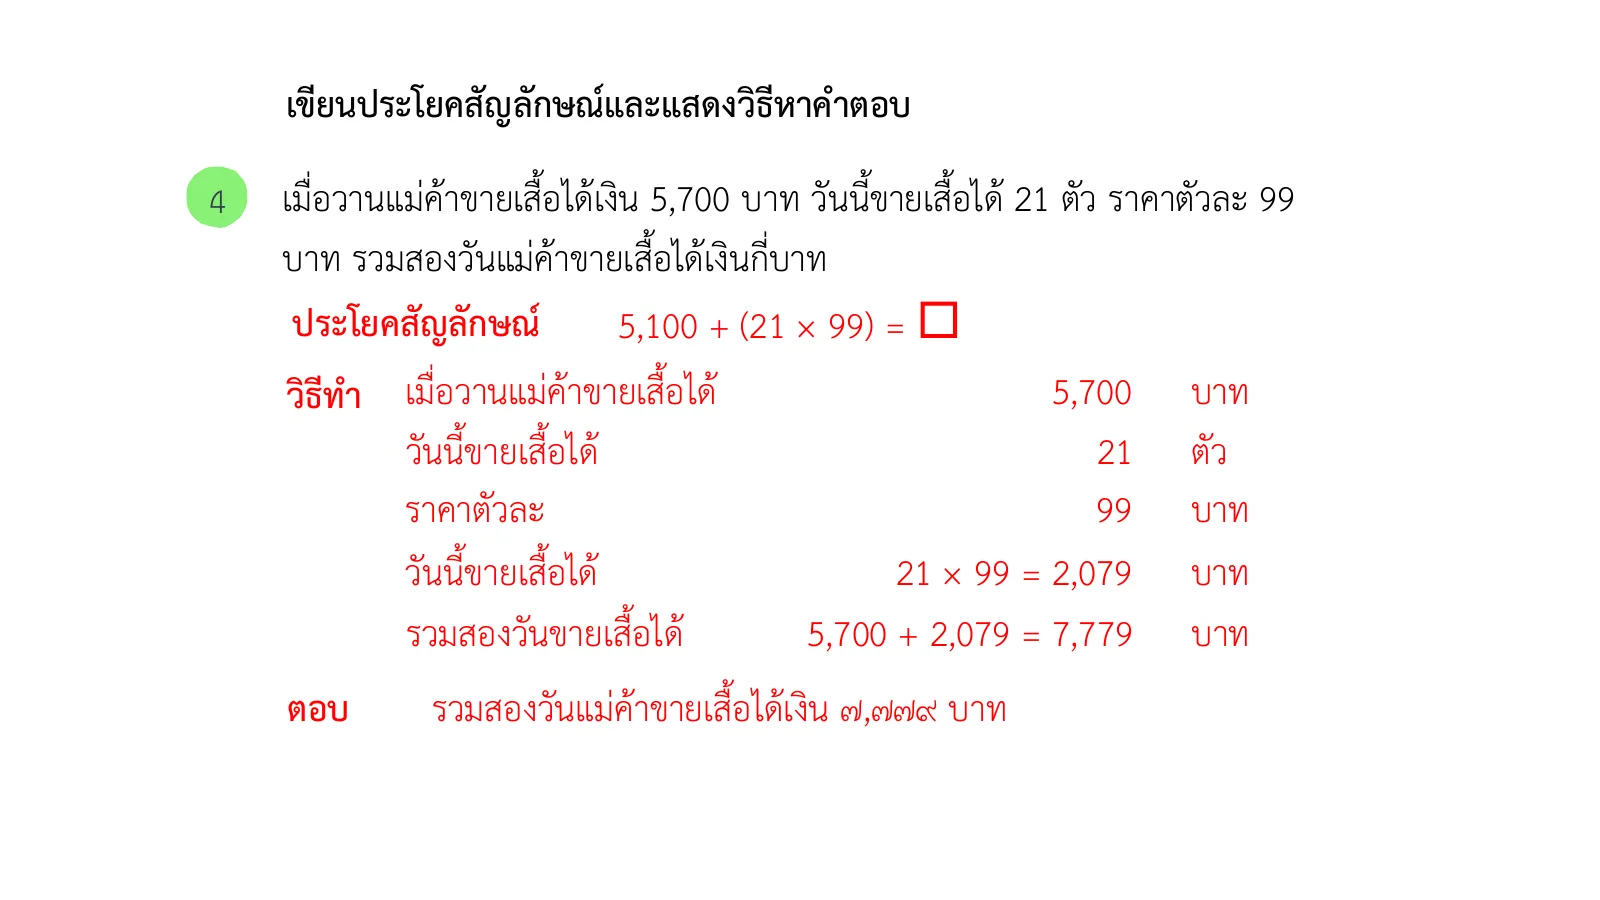 เขียนประโยคสัญลักษณ์และแสดงวิธีหาคำตอบ
4 เมื่อวานแม่ค้าขายเสื้อได้เงิน 5,700 บาท วันนี้ขายเสื้อได้ 21 ตัว ราคาตัวละ 99
บาท รวมสองวันแม่ค้าขายเสื้อได้เงินกี่บาท
ประโยคสัญลักษณ์ 5,100 + (21 × 99) = □
วิธีทำ เมื่อวานแม่ค้าขายเสื้อได้ 5,700 บาท
วันนี้ขายเสื้อได้ 21 ตัว
ราคาตัวละ 99 บาท
วันนี้ขายเสื้อได้ 21 × 99 = 2,079 บาท
รวมสองวันขายเสื้อได้ 5,700 + 2,079 = 7,779 บาท
ตอบ รวมสองวันแม่ค้าขายเสื้อได้เงิน ๗,๗๗๙ บาท